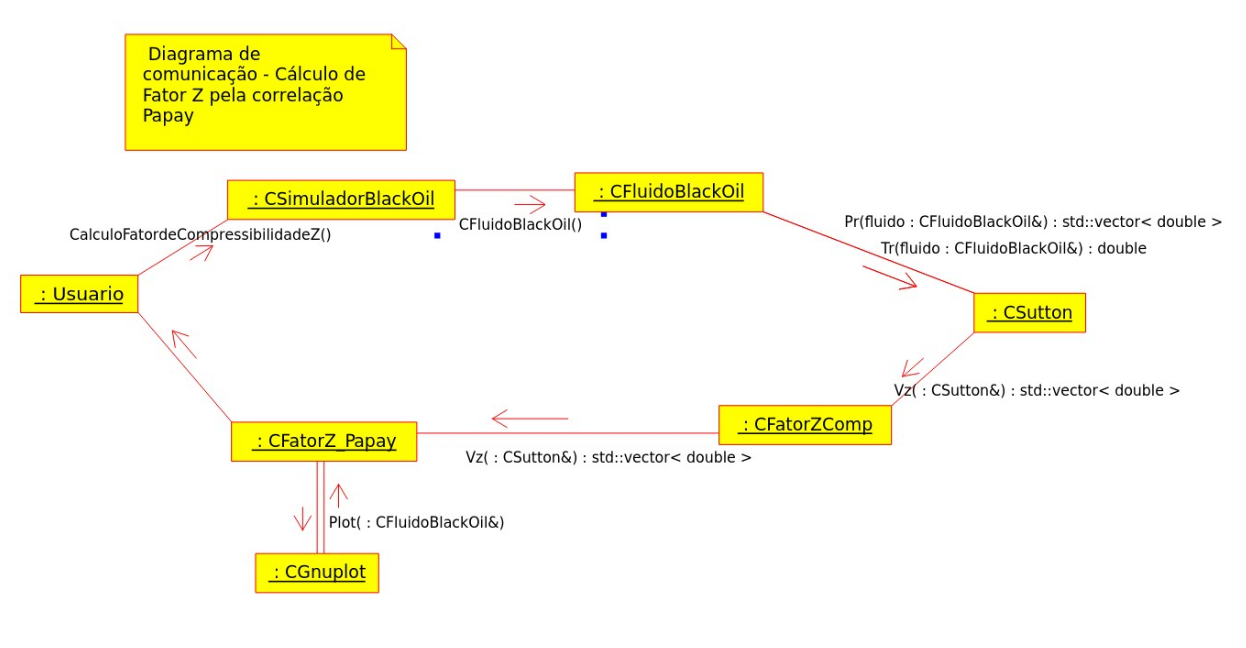 Diagrama de
comunicação - Cálculo de
Fator Z pela correlação
Papay
: CSimuladorBlackOil
: CFluidoBlackOil
CFluidoBlackOil()
Pr(fluido : CFluidoBlackOil&) : std::vector< double >
CalculoFatordeCompressibilidadeZ()
Tr(fluido : CFluidoBlackOil&) : double
: Usuario
: CSutton
Vz( : CSutton&) : std::vector< double >
: CFatorZComp
: CFatorZ_Papay
Vz( : CSutton&) : std::vector< double >
Plot( : CFluidoBlackOil&)
: CGnuplot